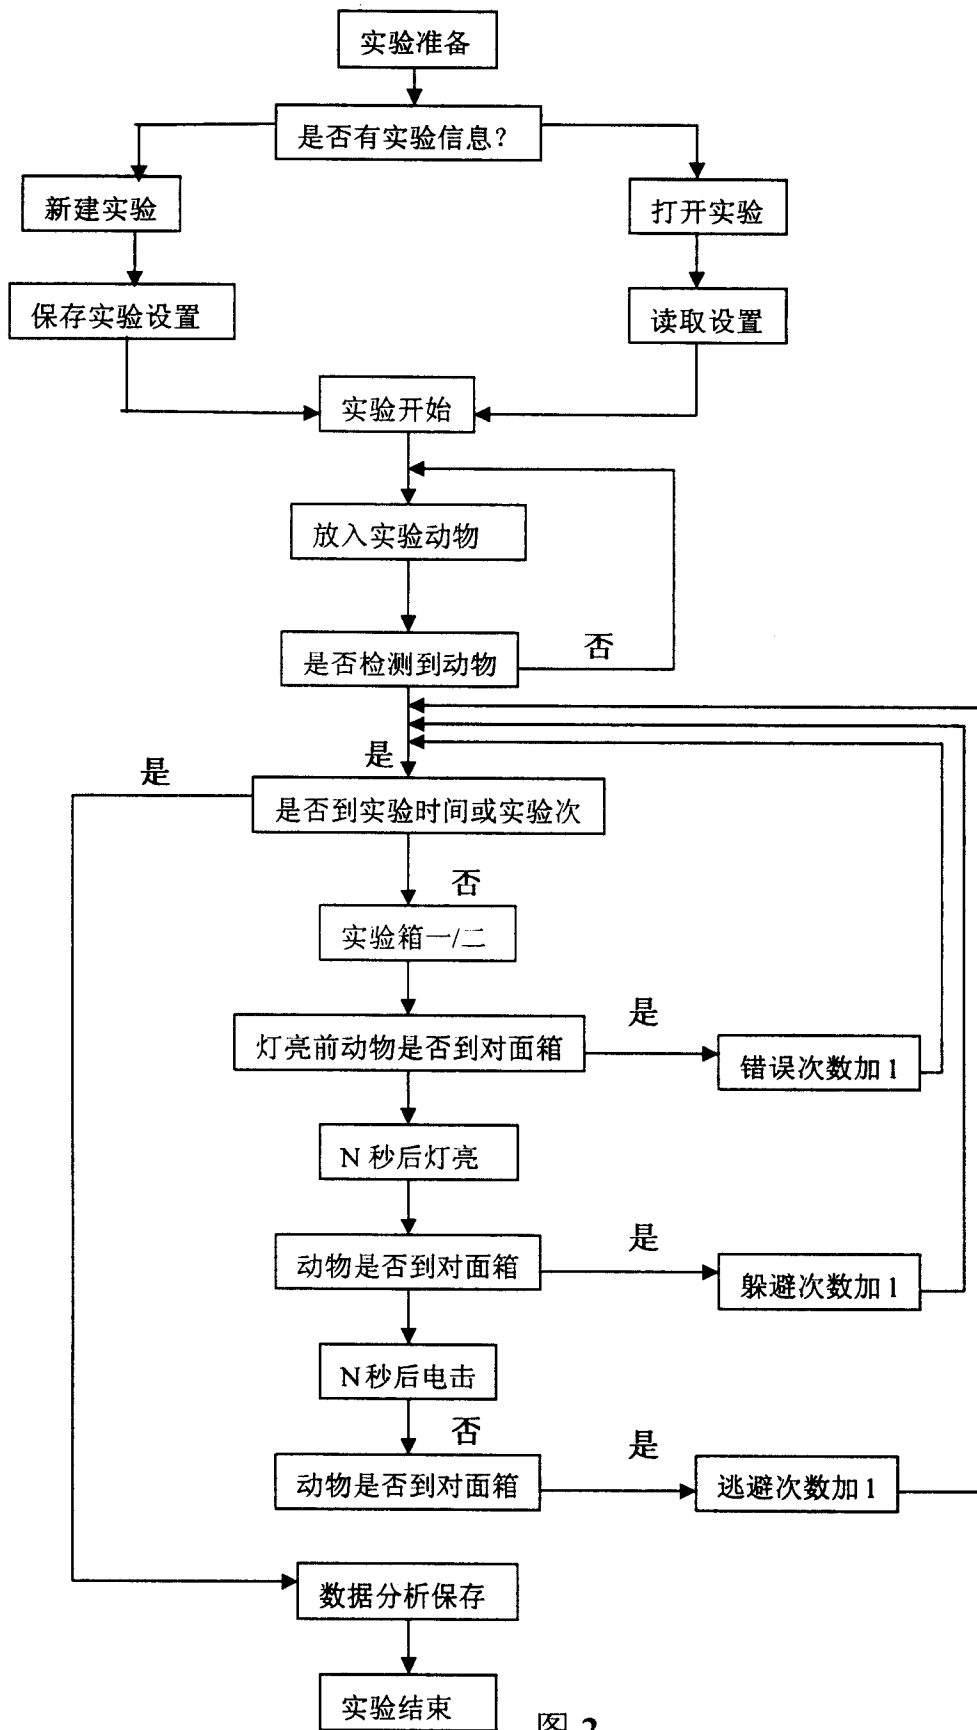 实验准备
是否有实验信息?
新建实验
打开实验
保存实验设置
读取设置
实验开始
放入实验动物
是否检测到动物
否
是
是
是否到实验时间或实验次
否
实验箱一/二
灯亮前动物是否到对面箱
是
错误次数加 1
N 秒后灯亮
动物是否到对面箱
是
躲避次数加 1
N 秒后电击
否
动物是否到对面箱
是
逃避次数加 1
数据分析保存
实验结束
图 2